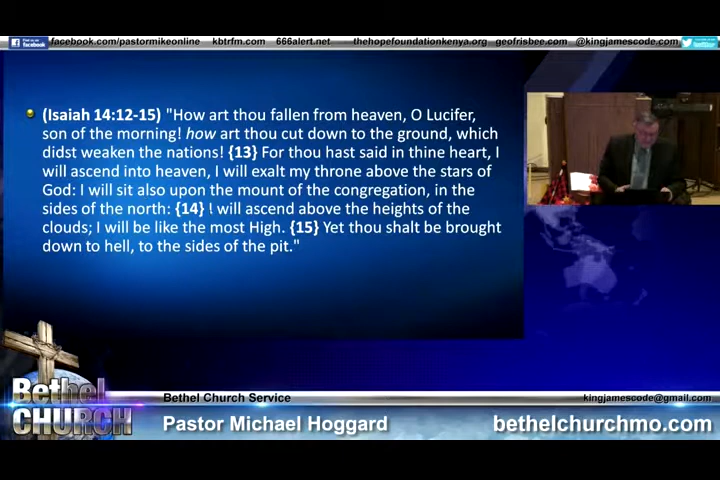 facebook.com/pastormikeonline kbtrfm.com 666alert.net thehopefoundationkenya.org geofrisbee.com @kingjamescode.com
(Isaiah 14:12-15) "How art thou fallen from heaven, O Lucifer,
son of the morning! how art thou cut down to the ground, which
didst weaken the nations! {13} For thou hast said in thine heart, I
will ascend into heaven, I will exalt my throne above the stars of
God: I will sit also upon the mount of the congregation, in the
sides of the north: {14} I will ascend above the heights of the
clouds; I will be like the most High. {15} Yet thou shalt be brought
down to hell, to the sides of the pit."
Bethel
CHURCH
Bethel Church Service
kingjamescode@gmail.com
Pastor Michael Hoggard
bethelchurchmo.com